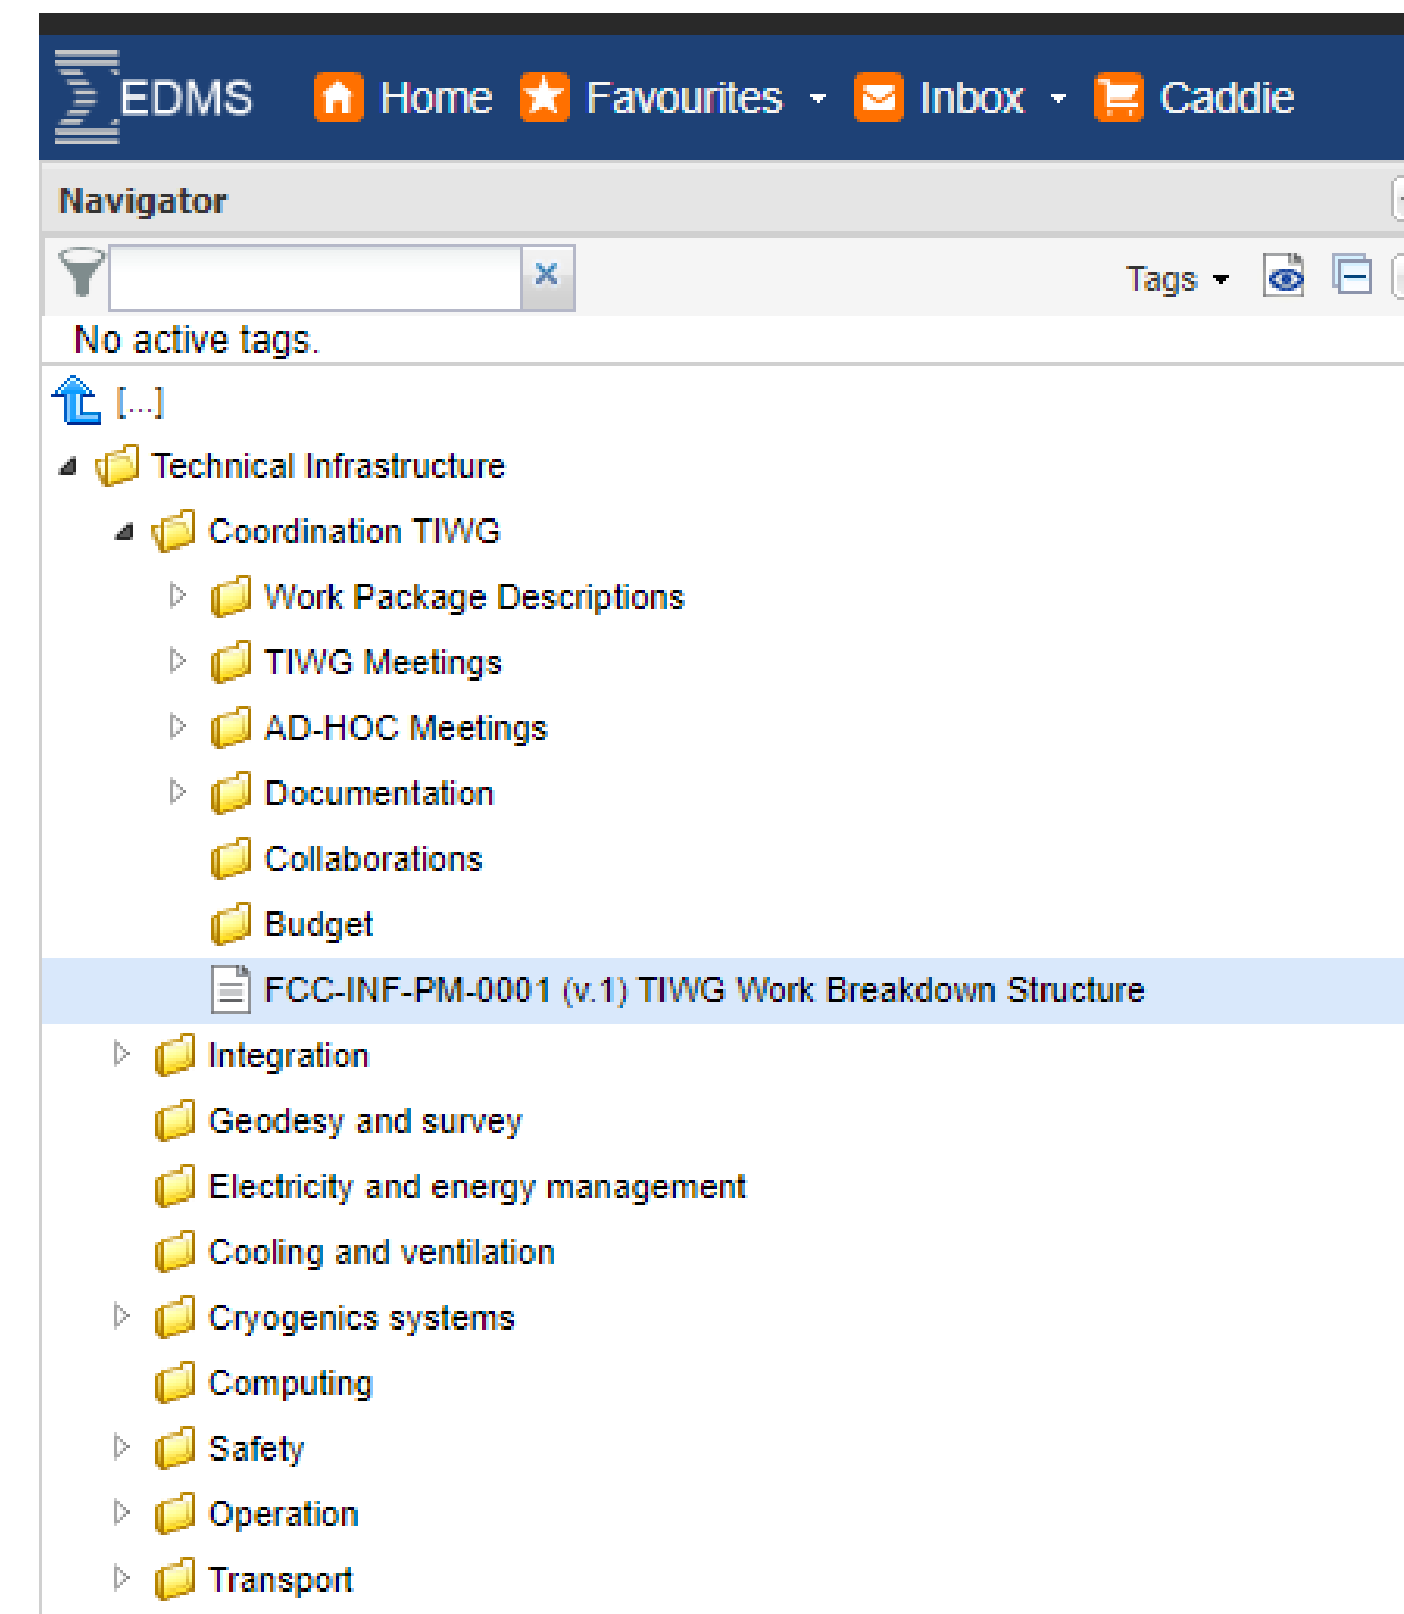 EDMS Home Favourites Inbox Caddie
Navigator
Tags
No active tags.
[...]
Technical Infrastructure
Coordination TIWG
Work Package Descriptions
TIWG Meetings
AD-HOC Meetings
Documentation
Collaborations
Budget
FCC-INF-PM-0001 (v.1) TIWG Work Breakdown Structure
Integration
Geodesy and survey
Electricity and energy management
Cooling and ventilation
Cryogenics systems
Computing
Safety
Operation
Transport